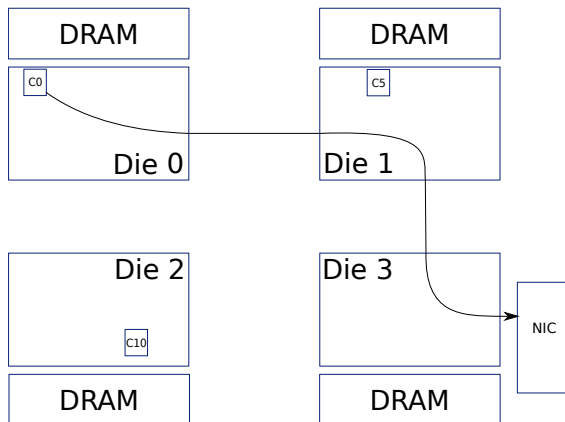 DRAM
DRAM
C0
C5
Die 0
Die 1
Die 2
Die 3
NIC
C10
DRAM
DRAM